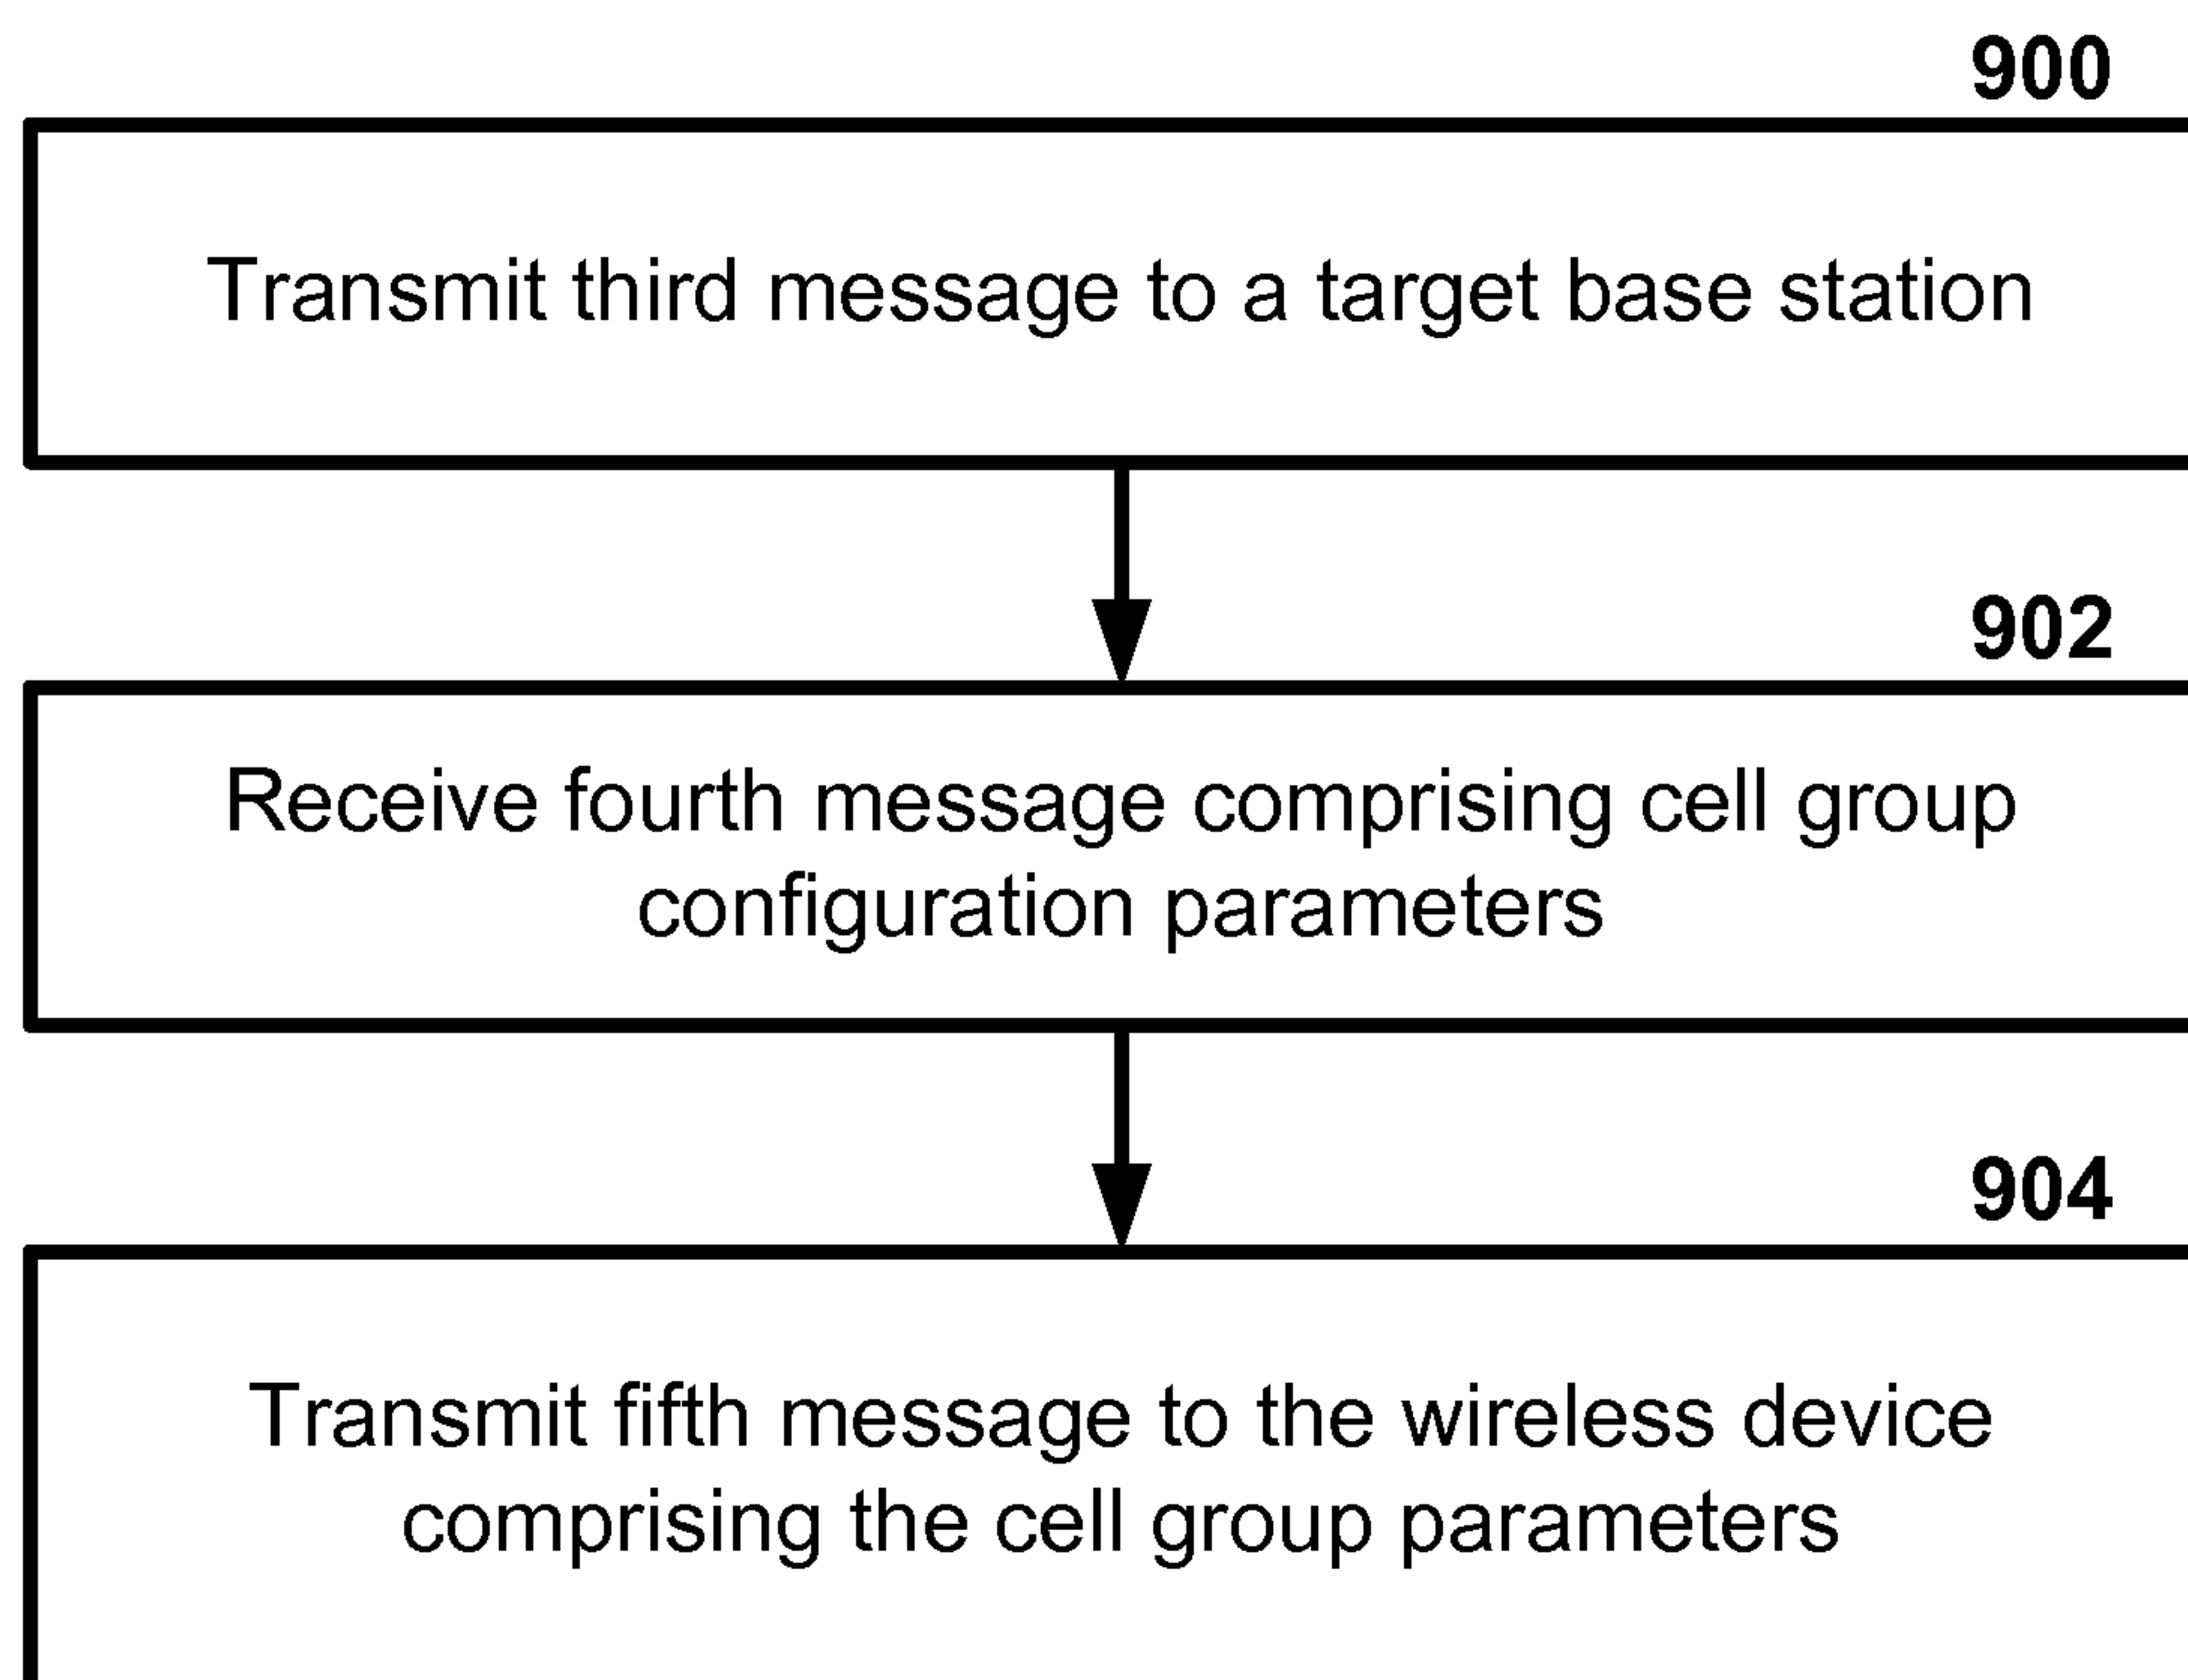 900
Transmit third message to a target base station
902
Receive fourth message comprising cell group
configuration parameters
904
Transmit fifth message to the wireless device
comprising the cell group parameters